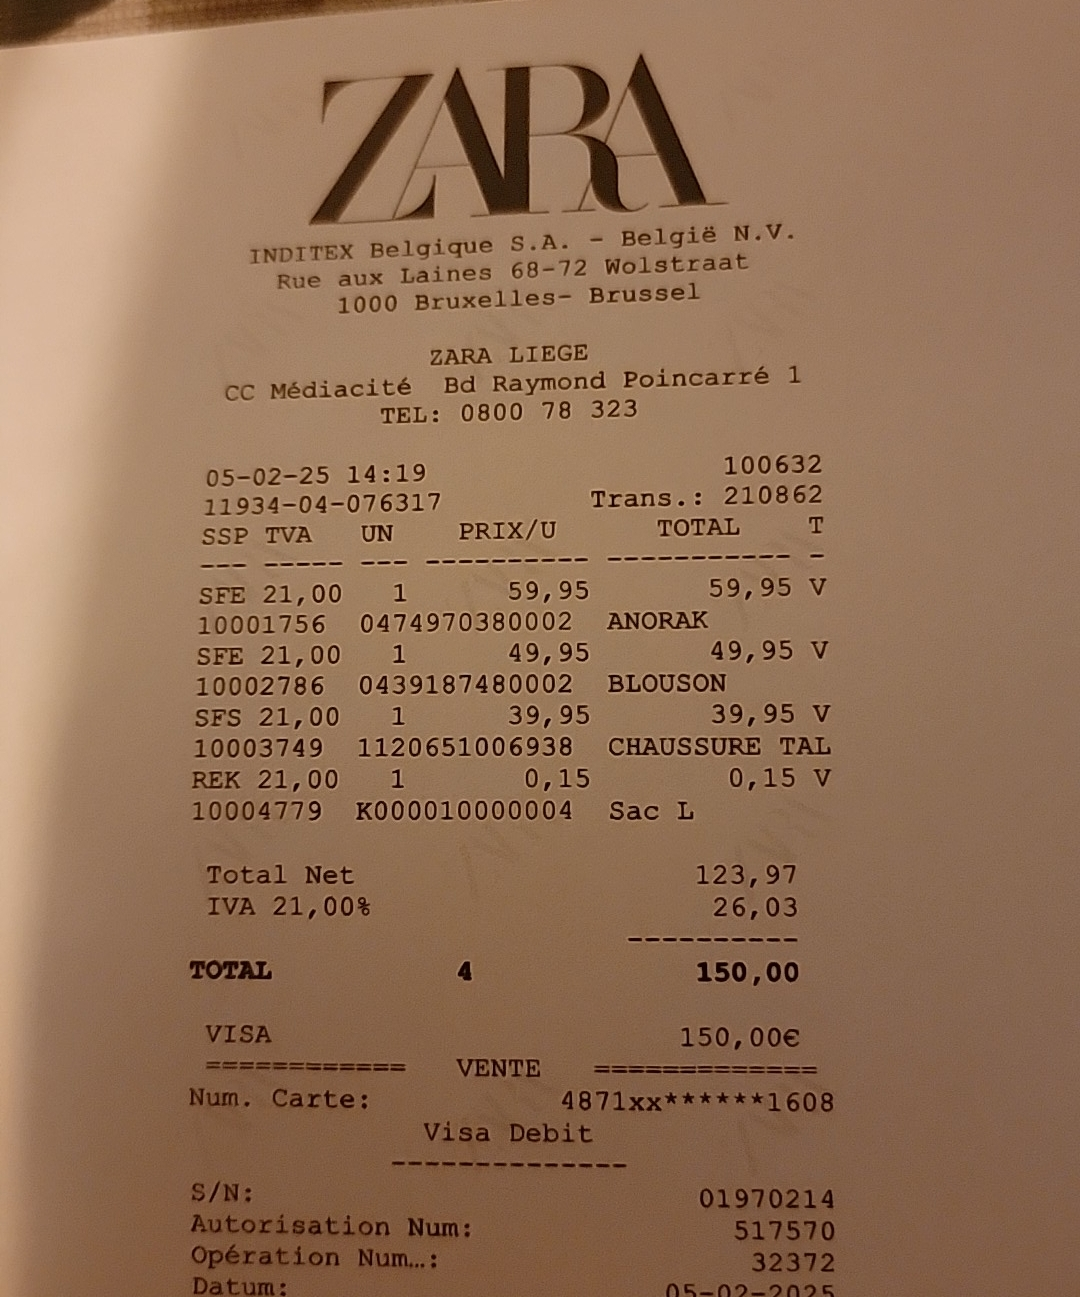 ZARA
INDITEX Belgique S.A. - België N.V.
Rue aux Laines 68-72 Wolstraat
1000 Bruxelles- Brussel
ZARA LIEGE
CC Médiacité Bd Raymond Poincarré 1
TEL: 0800 78 323
05-02-25 14:19 100632
11934-04-076317 Trans.: 210862
SSP TVA UN PRIX/U TOTAL T
--- ----- --- ---------- ----------- -
SFE 21,00 1 59,95 59,95 V
10001756 0474970380002 ANORAK
SFE 21,00 1 49,95 49,95 V
10002786 0439187480002 BLOUSON
SFS 21,00 1 39,95 39,95 V
10003749 1120651006938 CHAUSSURE TAL
REK 21,00 1 0,15 0,15 V
10004779 K000010000004 Sac L
Total Net 123,97
IVA 21,00% 26,03
----------
TOTAL 4 150,00
VISA 150,00€
============ VENTE =============
Num. Carte: 4871xx******1608
Visa Debit
--------------
S/N: 01970214
Autorisation Num: 517570
Opération Num…: 32372
Datum: 05-02-2025